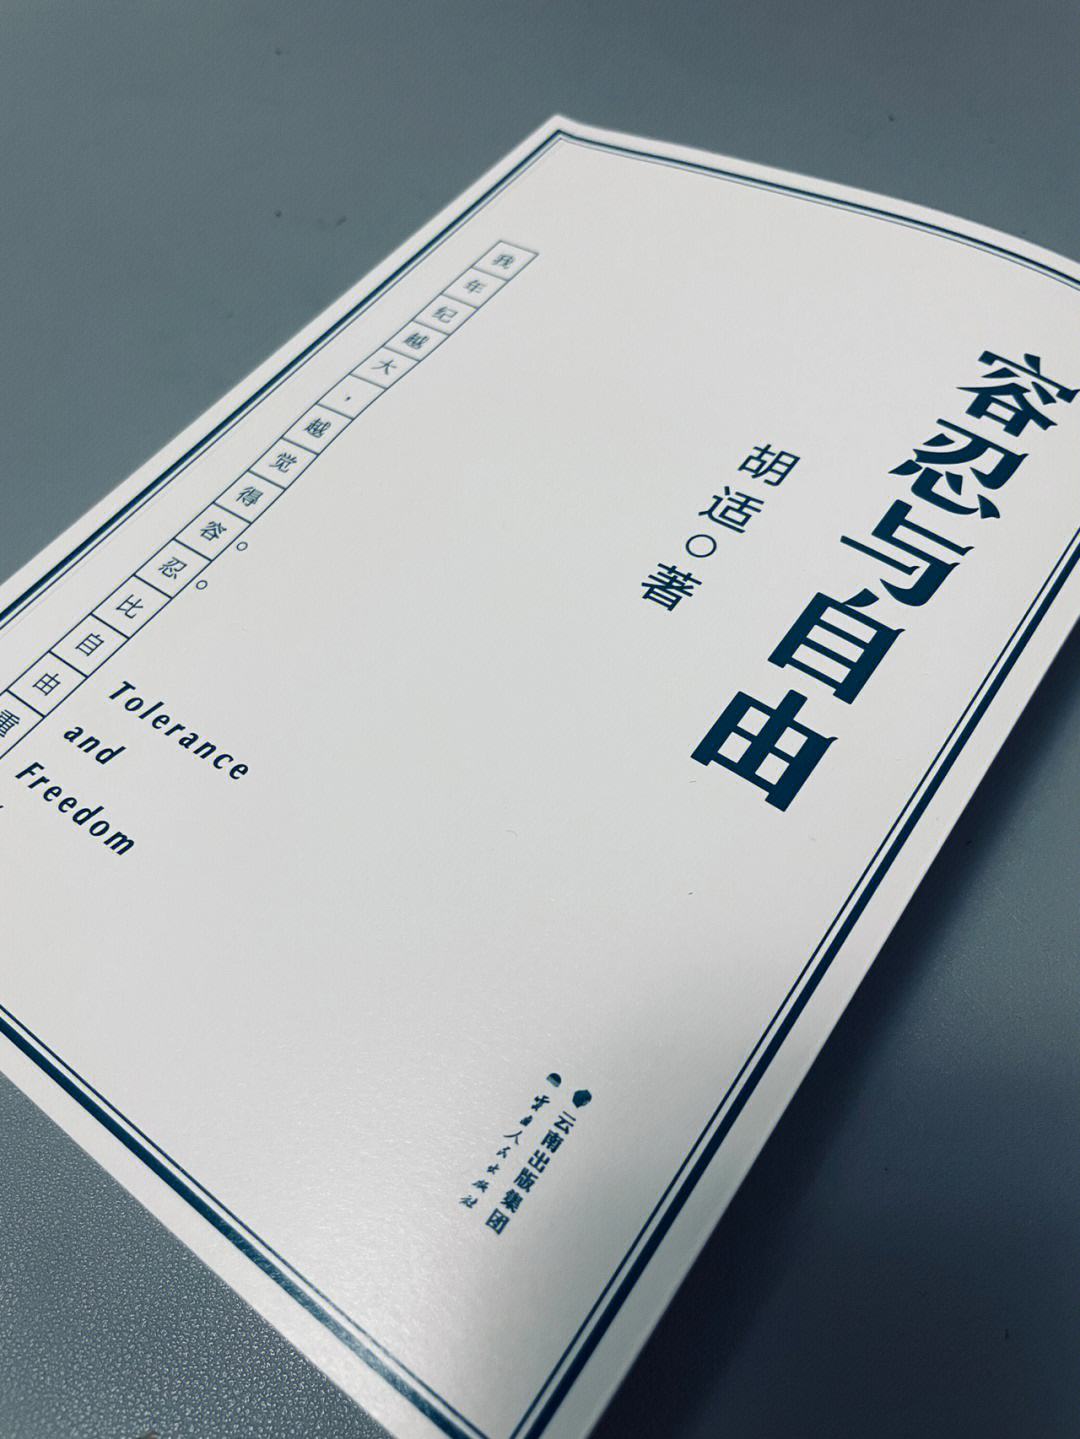 容忍与自由
胡适○著
我年纪越大，越觉得容忍比自由重
Tolerance
and
Freedom
云南出版集团
云南人民出版社